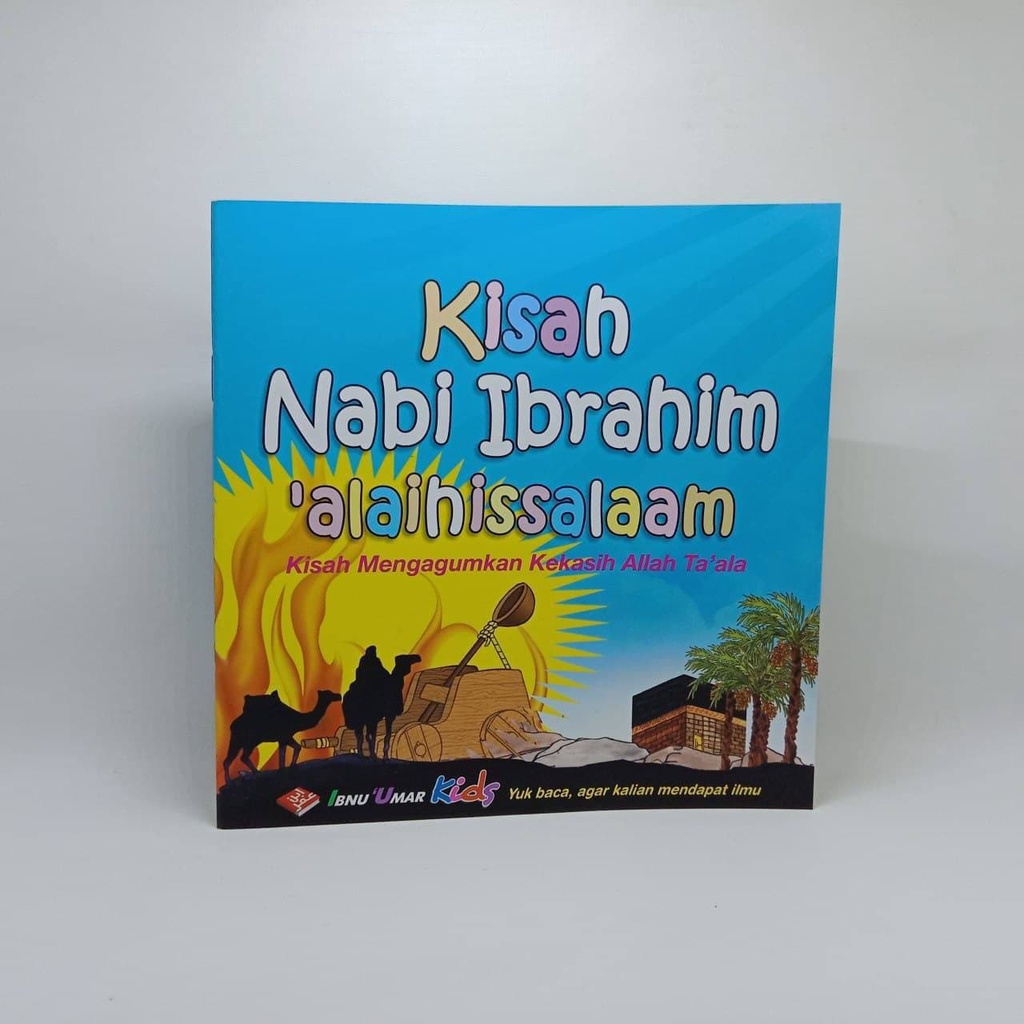 Kisah
Nabi Ibrahim
'alaihissalaam
Kisah Mengagumkan Kekasih Allah Ta'ala
IBNU 'UMAR Kids Yuk baca, agar kalian mendapat ilmu